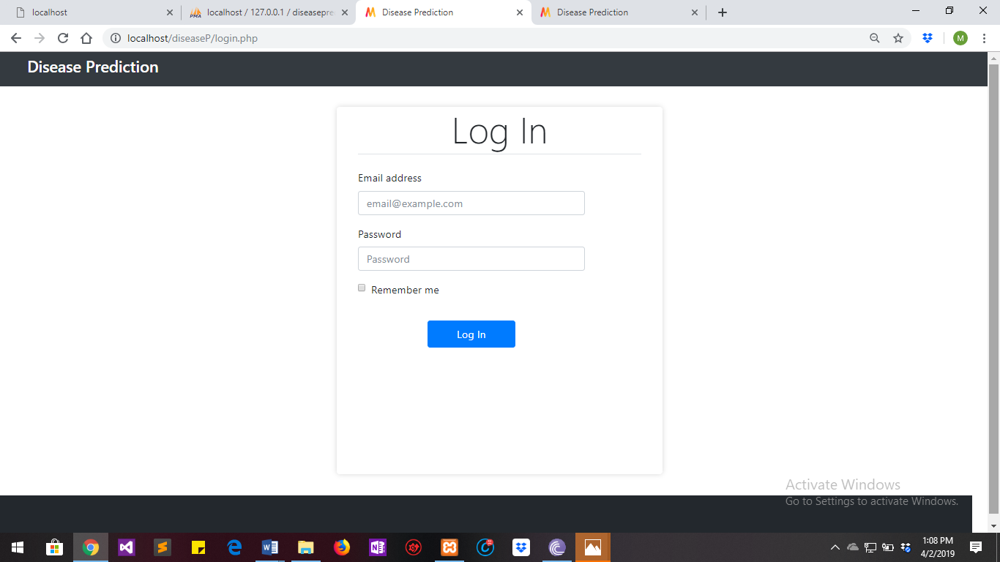 localhost
localhost / 127.0.0.1 / diseasepre
Disease Prediction
Disease Prediction
localhost/diseaseP/login.php
M
Disease Prediction
Log In
Email address
email@example.com
Password
Password
Remember me
Log In
Activate Windows
Go to Settings to activate Windows.
1:08 PM
4/2/2019